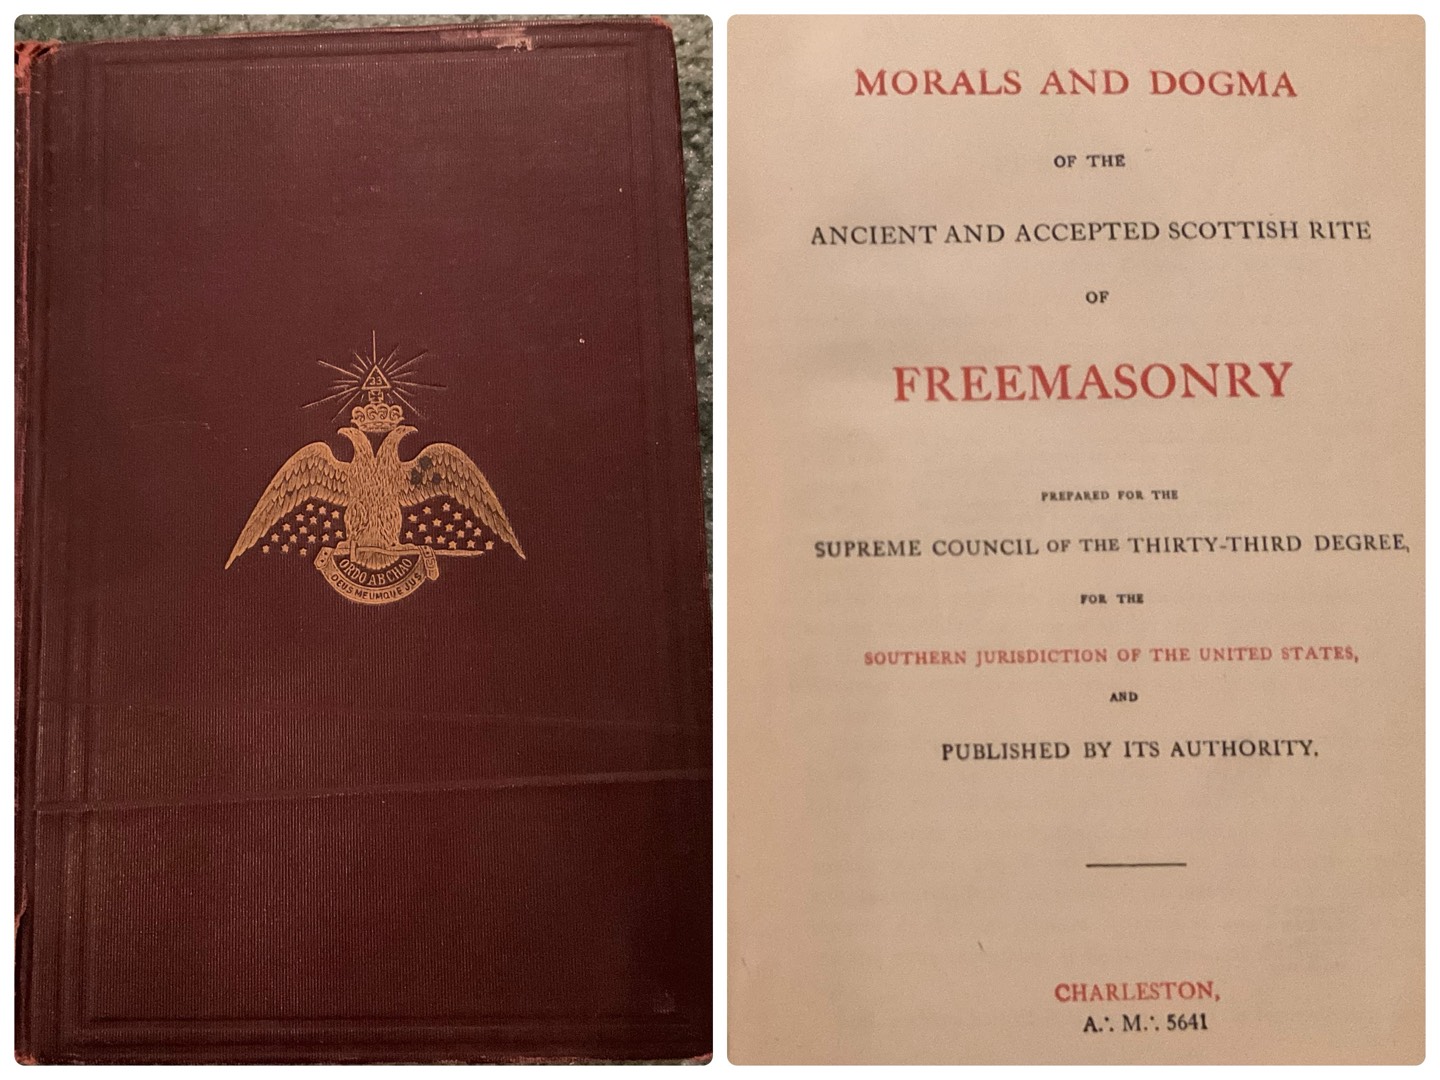 33
ORDO AB CHAO
DEUS MEUMQUE JUS
MORALS AND DOGMA
OF THE
ANCIENT AND ACCEPTED SCOTTISH RITE
OF
FREEMASONRY
PREPARED FOR THE
SUPREME COUNCIL OF THE THIRTY-THIRD DEGREE,
FOR THE
SOUTHERN JURISDICTION OF THE UNITED STATES,
AND
PUBLISHED BY ITS AUTHORITY.
CHARLESTON,
A∴ M∴ 5641